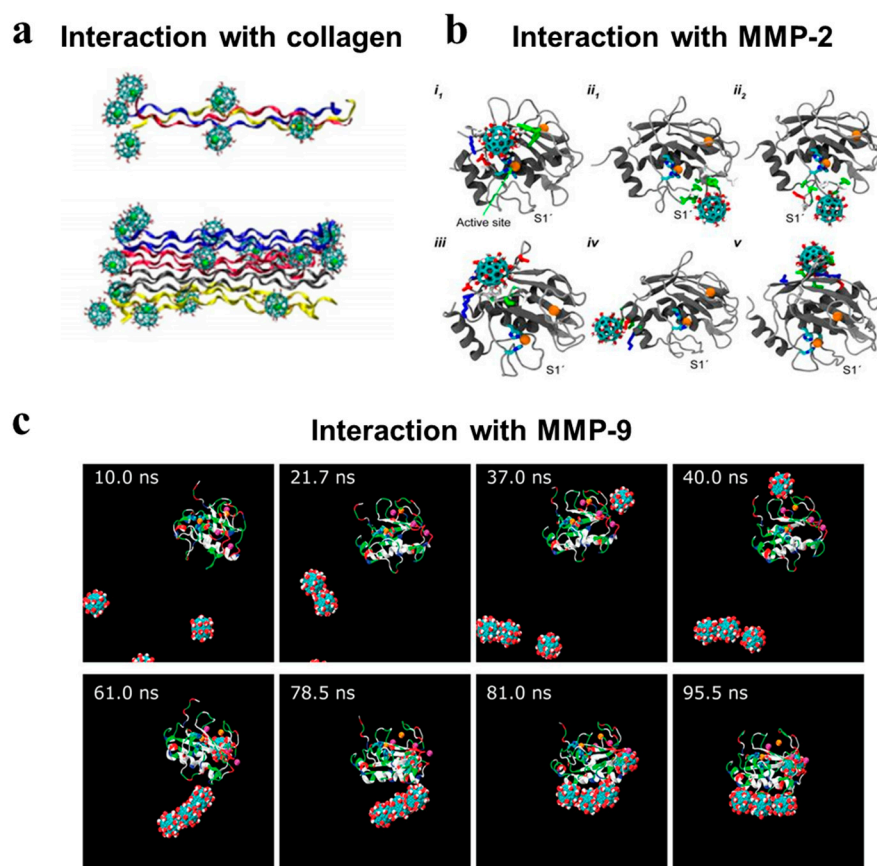 a Interaction with collagen
b Interaction with MMP-2
i₁ ii₁ ii₂
Active site S1´ S1´ S1´
iii iv v
S1´ S1´ S1´
c Interaction with MMP-9
10.0 ns 21.7 ns 37.0 ns 40.0 ns
61.0 ns 78.5 ns 81.0 ns 95.5 ns